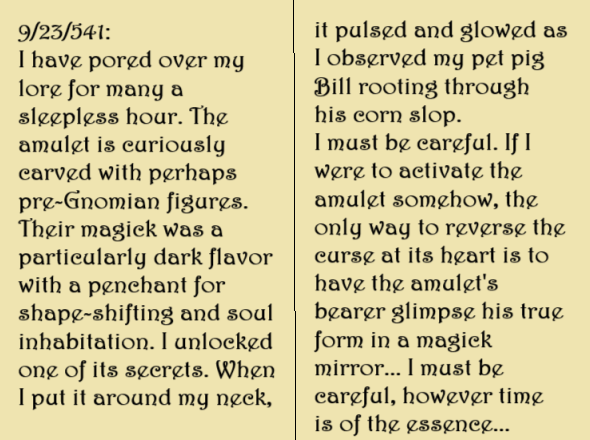 9/23/541:
I have pored over my
lore for many a
sleepless hour. The
amulet is curiously
carved with perhaps
pre-Gnomian figures.
Their magick was a
particularly dark flavor
with a penchant for
shape-shifting and soul
inhabitation. I unlocked
one of its secrets. When
I put it around my neck,
it pulsed and glowed as
I observed my pet pig
Bill rooting through
his corn slop.
I must be careful. If I
were to activate the
amulet somehow, the
only way to reverse the
curse at its heart is to
have the amulet's
bearer glimpse his true
form in a magick
mirror... I must be
careful, however time
is of the essence...